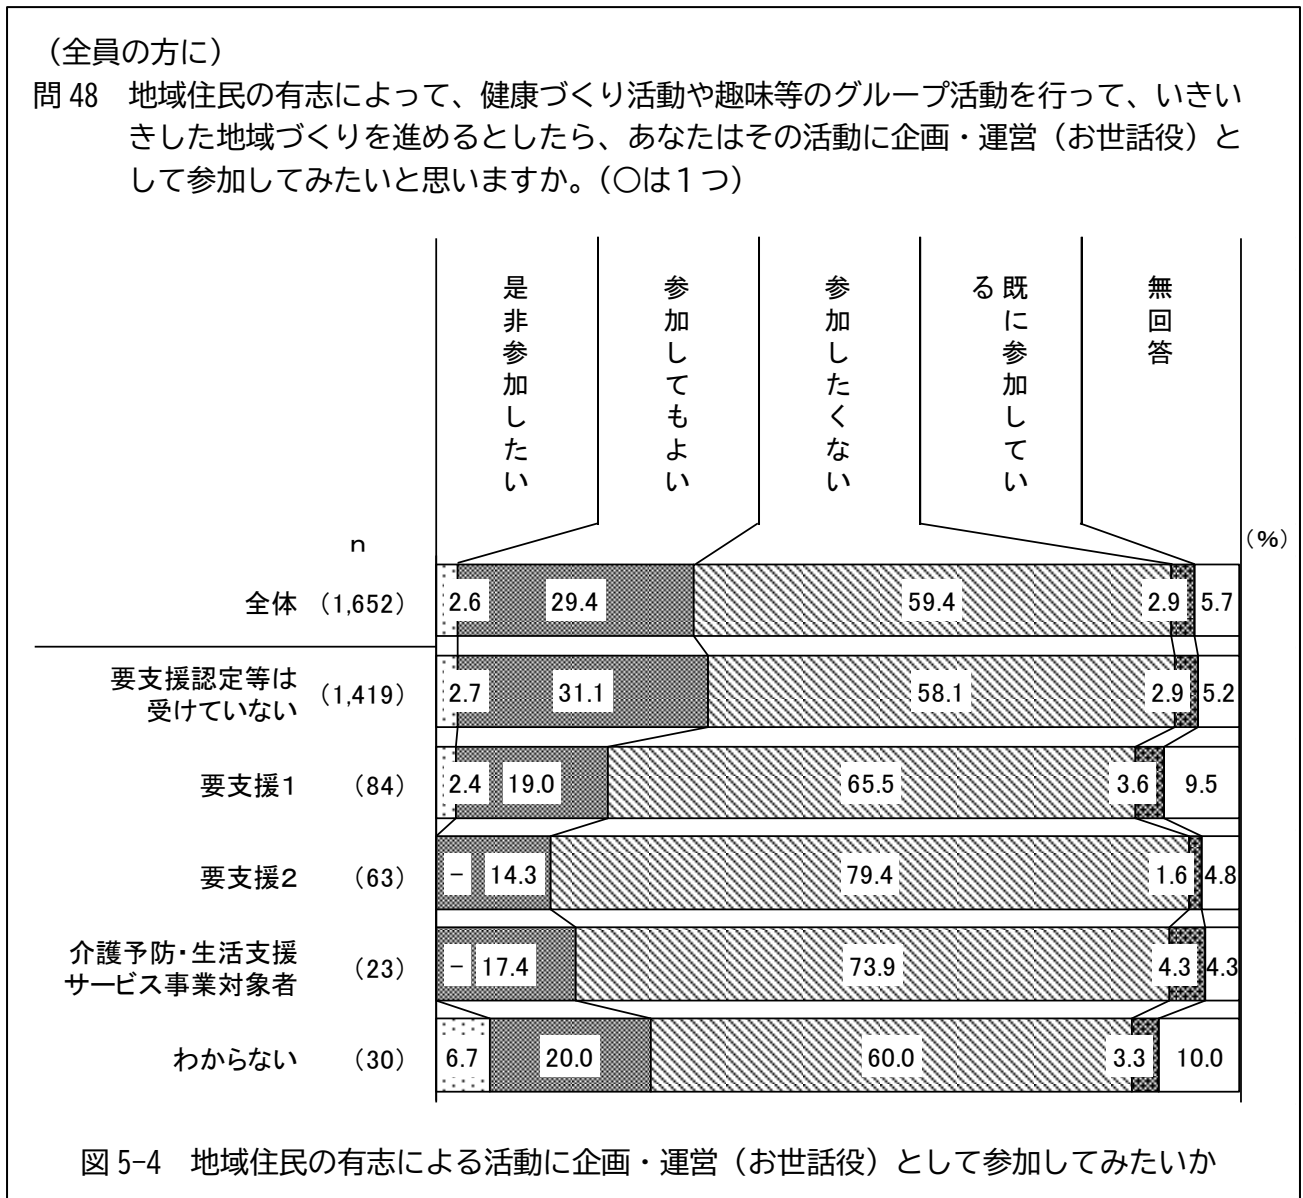 （全員の方に）
問 48　地域住民の有志によって、健康づくり活動や趣味等のグループ活動を行って、いきい
きした地域づくりを進めるとしたら、あなたはその活動に企画・運営（お世話役）と
して参加してみたいと思いますか。（○は１つ）
是非参加したい
参加してもよい
参加したくない
既に参加してい
る
無回答
ｎ
（%）
全体 （1,652） 2.6 29.4 59.4 2.9 5.7
要支援認定等は
受けていない （1,419） 2.7 31.1 58.1 2.9 5.2
要支援１ （84） 2.4 19.0 65.5 3.6 9.5
要支援２ （63） － 14.3 79.4 1.6 4.8
介護予防・生活支援
サービス事業対象者 （23） － 17.4 73.9 4.3 4.3
わからない （30） 6.7 20.0 60.0 3.3 10.0
図 5-4　地域住民の有志による活動に企画・運営（お世話役）として参加してみたいか